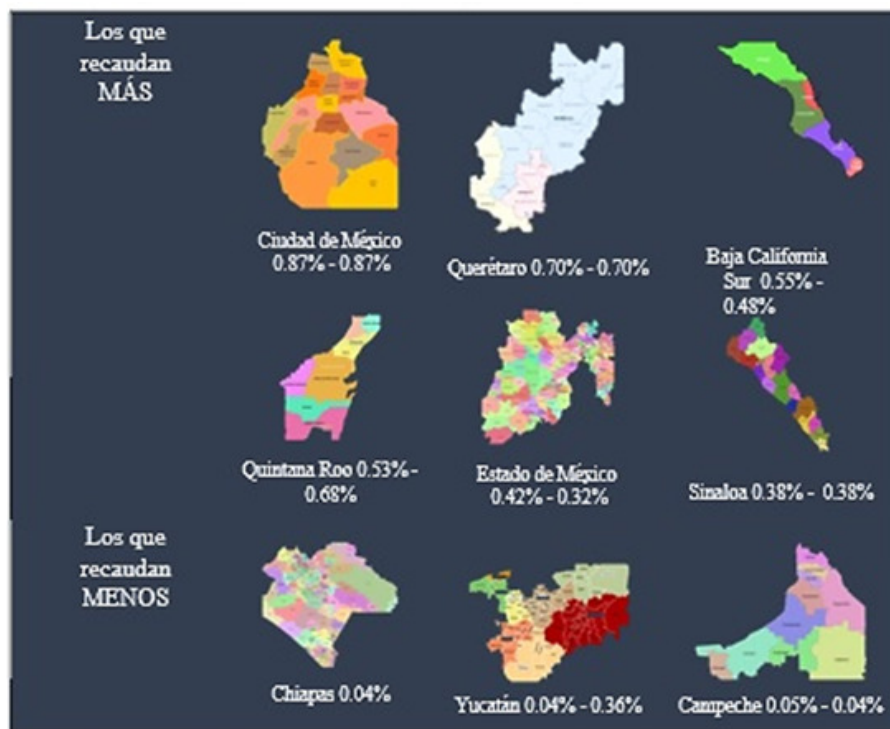 Los que
recaudan
MÁS
Ciudad de México
0.87% - 0.87%
Querétaro 0.70% - 0.70%
Baja California
Sur 0.55% -
0.48%
Quintana Roo 0.53% -
0.68%
Estado de México
0.42% - 0.32%
Sinaloa 0.38% - 0.38%
Los que
recaudan
MENOS
Chiapas 0.04%
Yucatán 0.04% - 0.36%
Campeche 0.05% - 0.04%